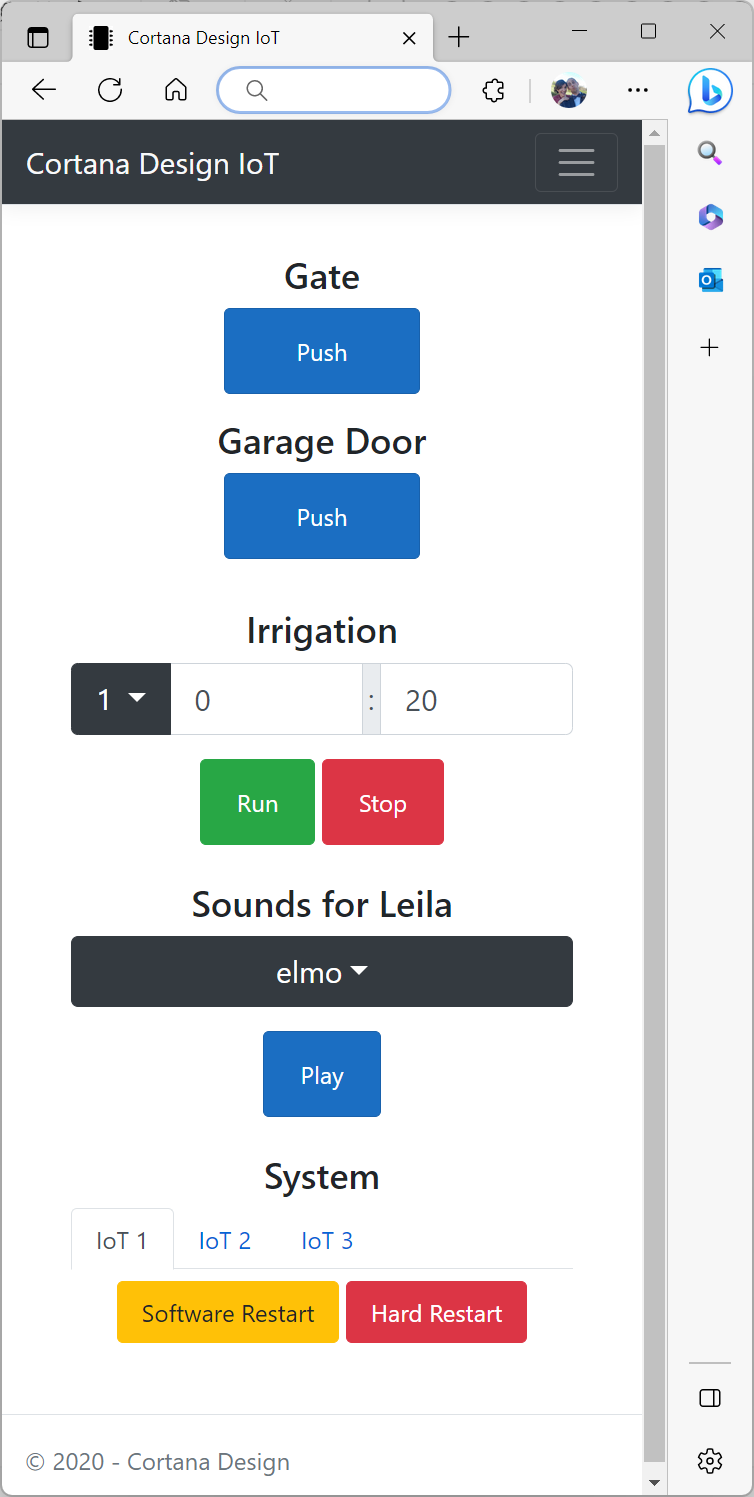 Cortana Design IoT
Cortana Design IoT
Gate
Push
Garage Door
Push
Irrigation
1 0 : 20
Run Stop
Sounds for Leila
elmo
Play
System
IoT 1 IoT 2 IoT 3
Software Restart Hard Restart
© 2020 - Cortana Design